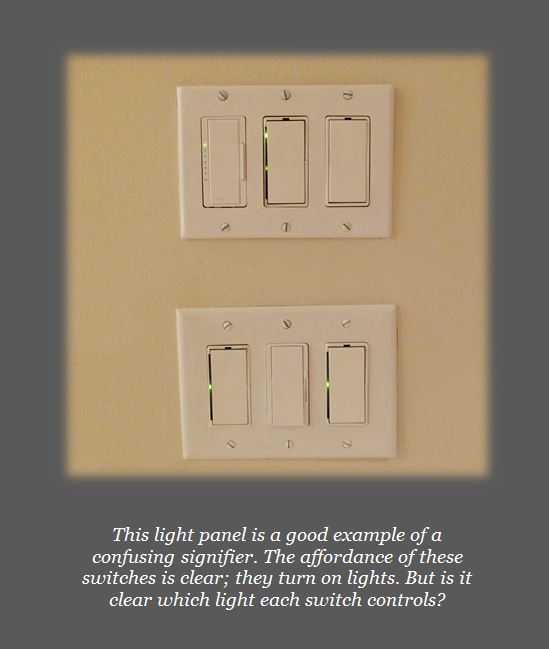 This light panel is a good example of a
confusing signifier. The affordance of these
switches is clear; they turn on lights. But is it
clear which light each switch controls?